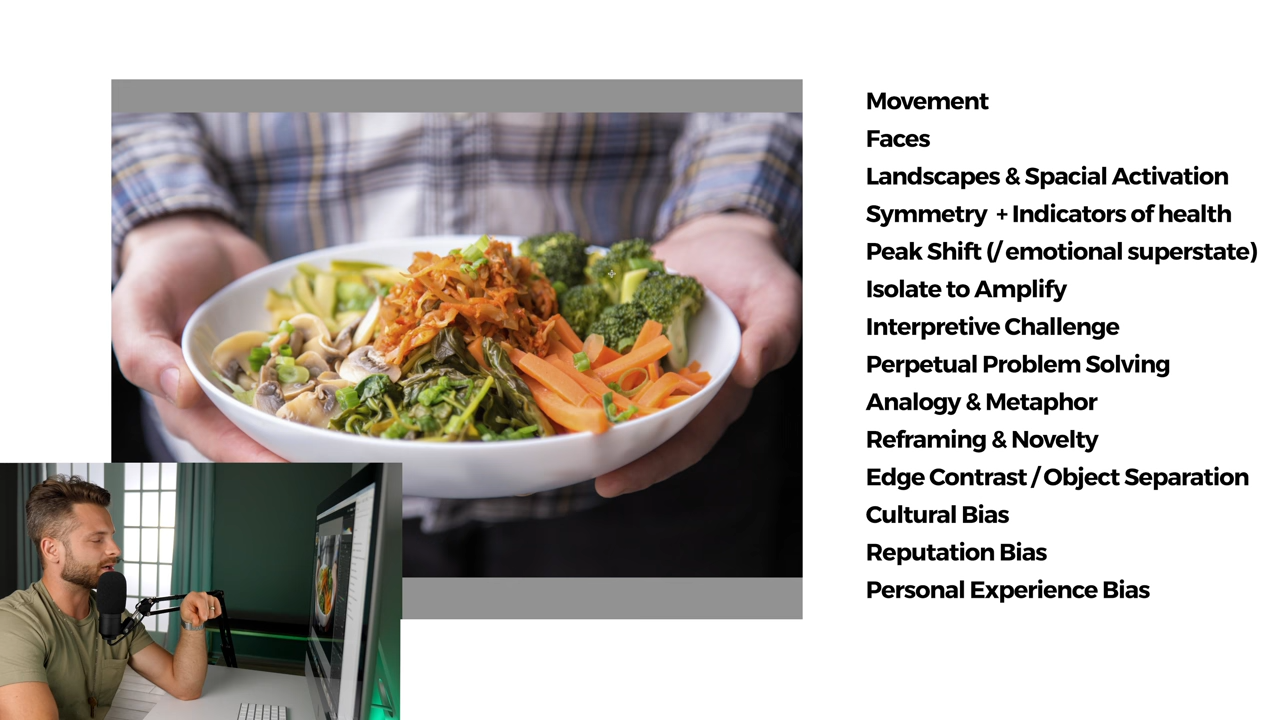 Movement
Faces
Landscapes & Spacial Activation
Symmetry + Indicators of health
Peak Shift (/ emotional superstate)
Isolate to Amplify
Interpretive Challenge
Perpetual Problem Solving
Analogy & Metaphor
Reframing & Novelty
Edge Contrast / Object Separation
Cultural Bias
Reputation Bias
Personal Experience Bias